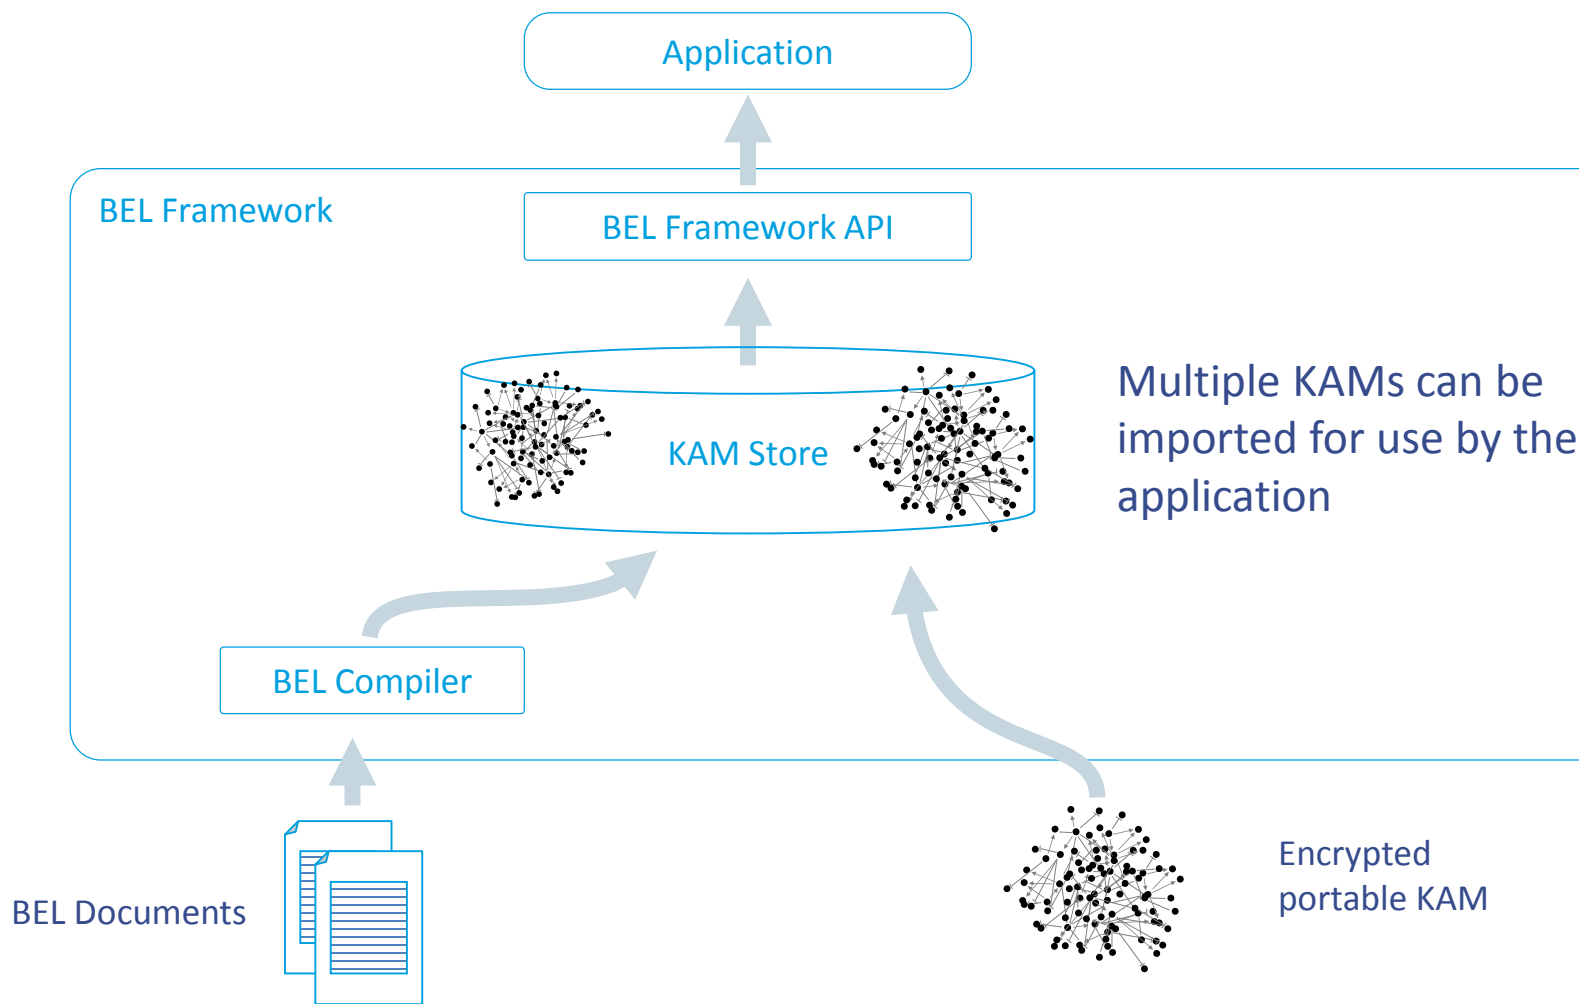 Application
BEL Framework
BEL Framework API
KAM Store
Multiple KAMs can be
imported for use by the
application
BEL Compiler
BEL Documents
Encrypted
portable KAM